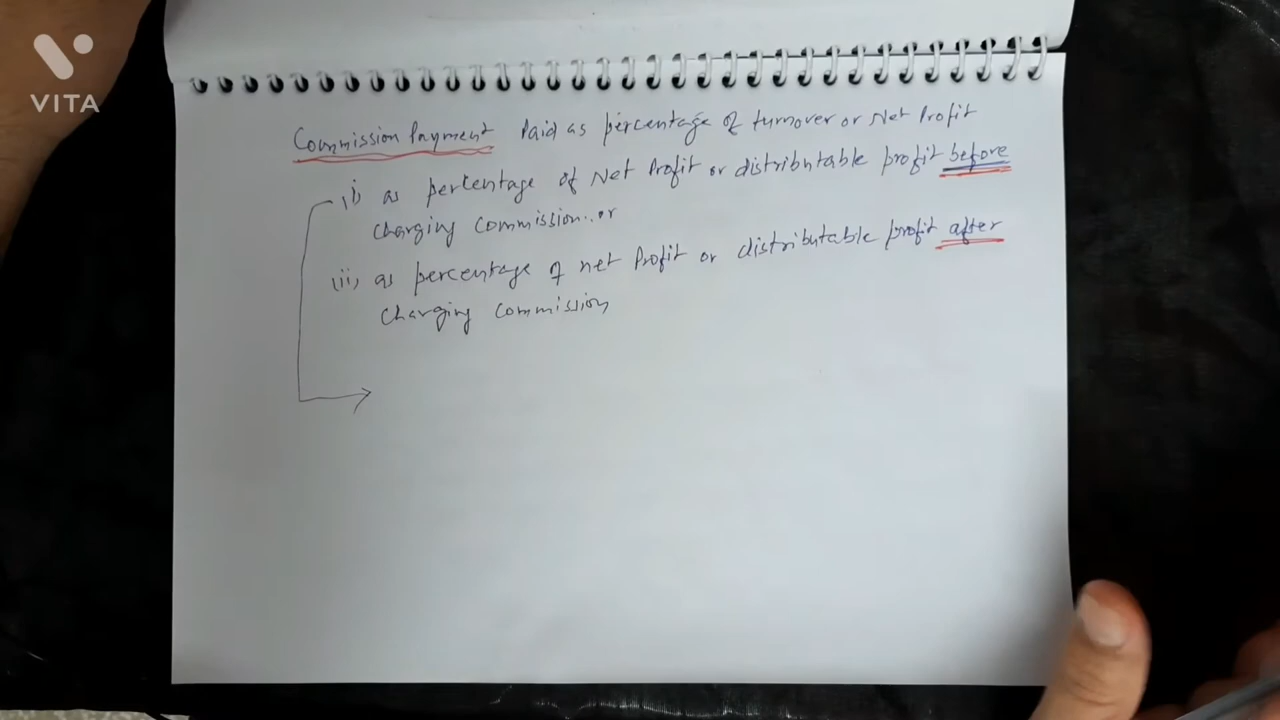 VITA
Commission Payment Paid as percentage of turnover or Net Profit
(i) as percentage of Net Profit or distributable profit before
charging commission.. or
(ii) as percentage of net Profit or distributable profit after
charging commission